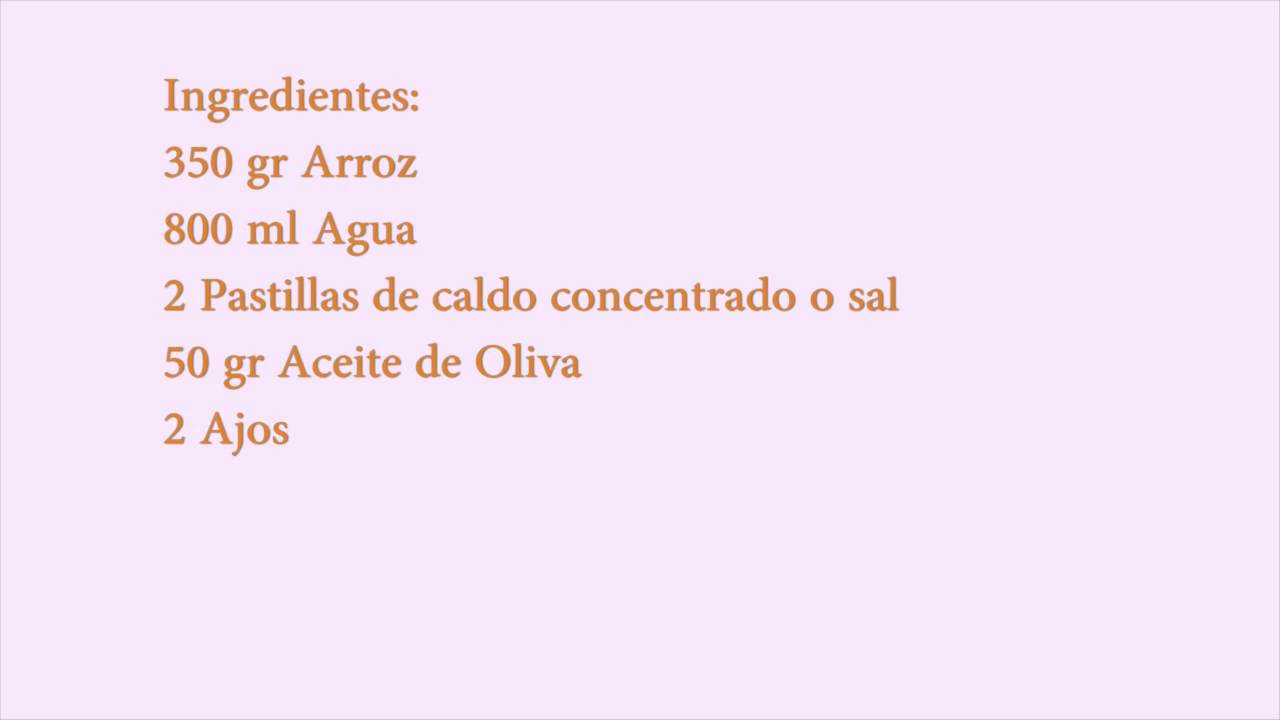 Ingredientes:
350 gr Arroz
800 ml Agua
2 Pastillas de caldo concentrado o sal
50 gr Aceite de Oliva
2 Ajos